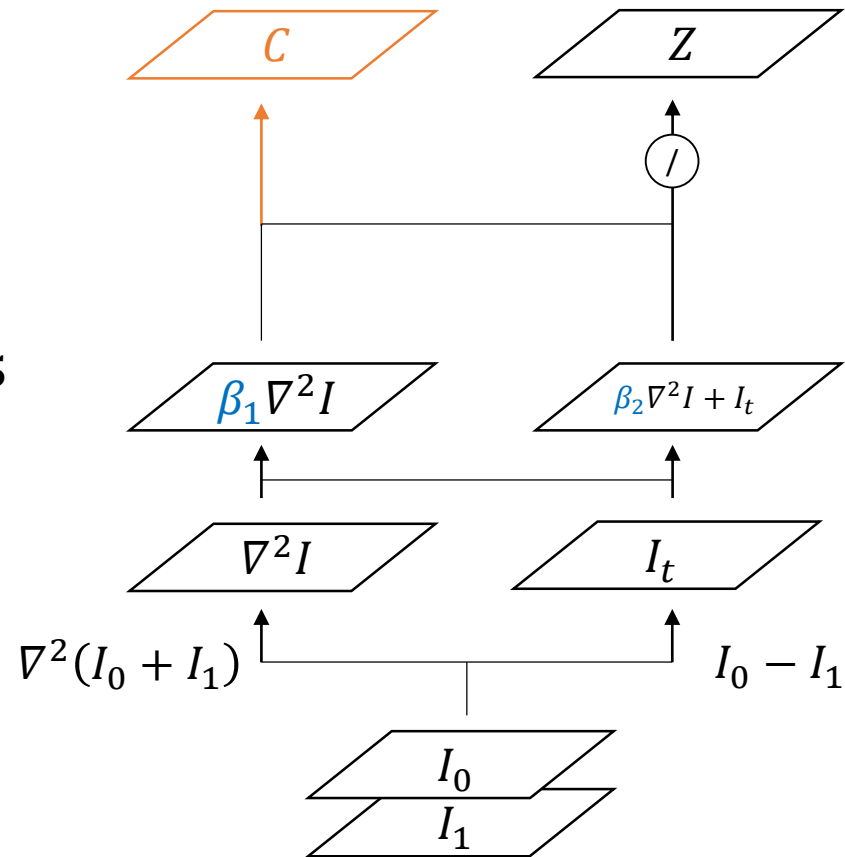 C
Z
/
s
β₁∇²I
β₂∇²I + Iₜ
∇²I
Iₜ
∇²(I₀ + I₁)
I₀ − I₁
I₀
I₁